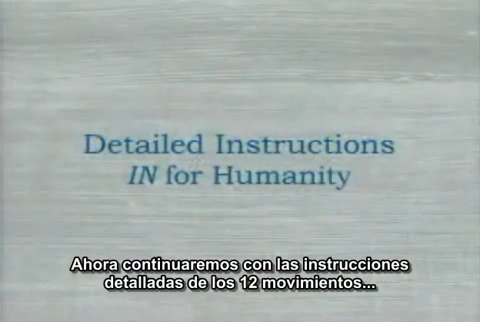 Detailed Instructions
IN for Humanity
Ahora continuaremos con las instrucciones
detalladas de los 12 movimientos...